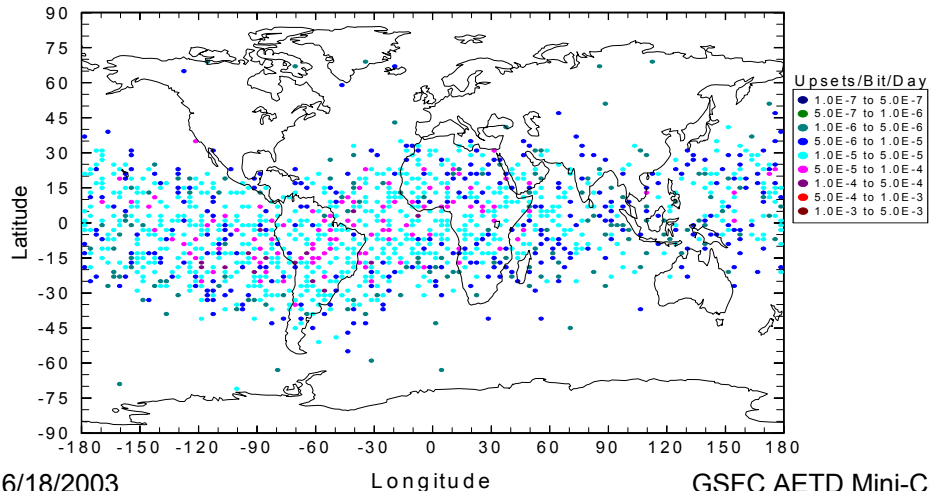 90
75
60
45
30
15
0
-15
-30
-45
-60
-75
-90
Latitude
-180 -150 -120 -90 -60 -30 0 30 60 90 120 150 180
Longitude
Upsets/Bit/Day
1.0E-7 to 5.0E-7
5.0E-7 to 1.0E-6
1.0E-6 to 5.0E-6
5.0E-6 to 1.0E-5
1.0E-5 to 5.0E-5
5.0E-5 to 1.0E-4
1.0E-4 to 5.0E-4
5.0E-4 to 1.0E-3
1.0E-3 to 5.0E-3
6/18/2003
GSFC AETD Mini-C